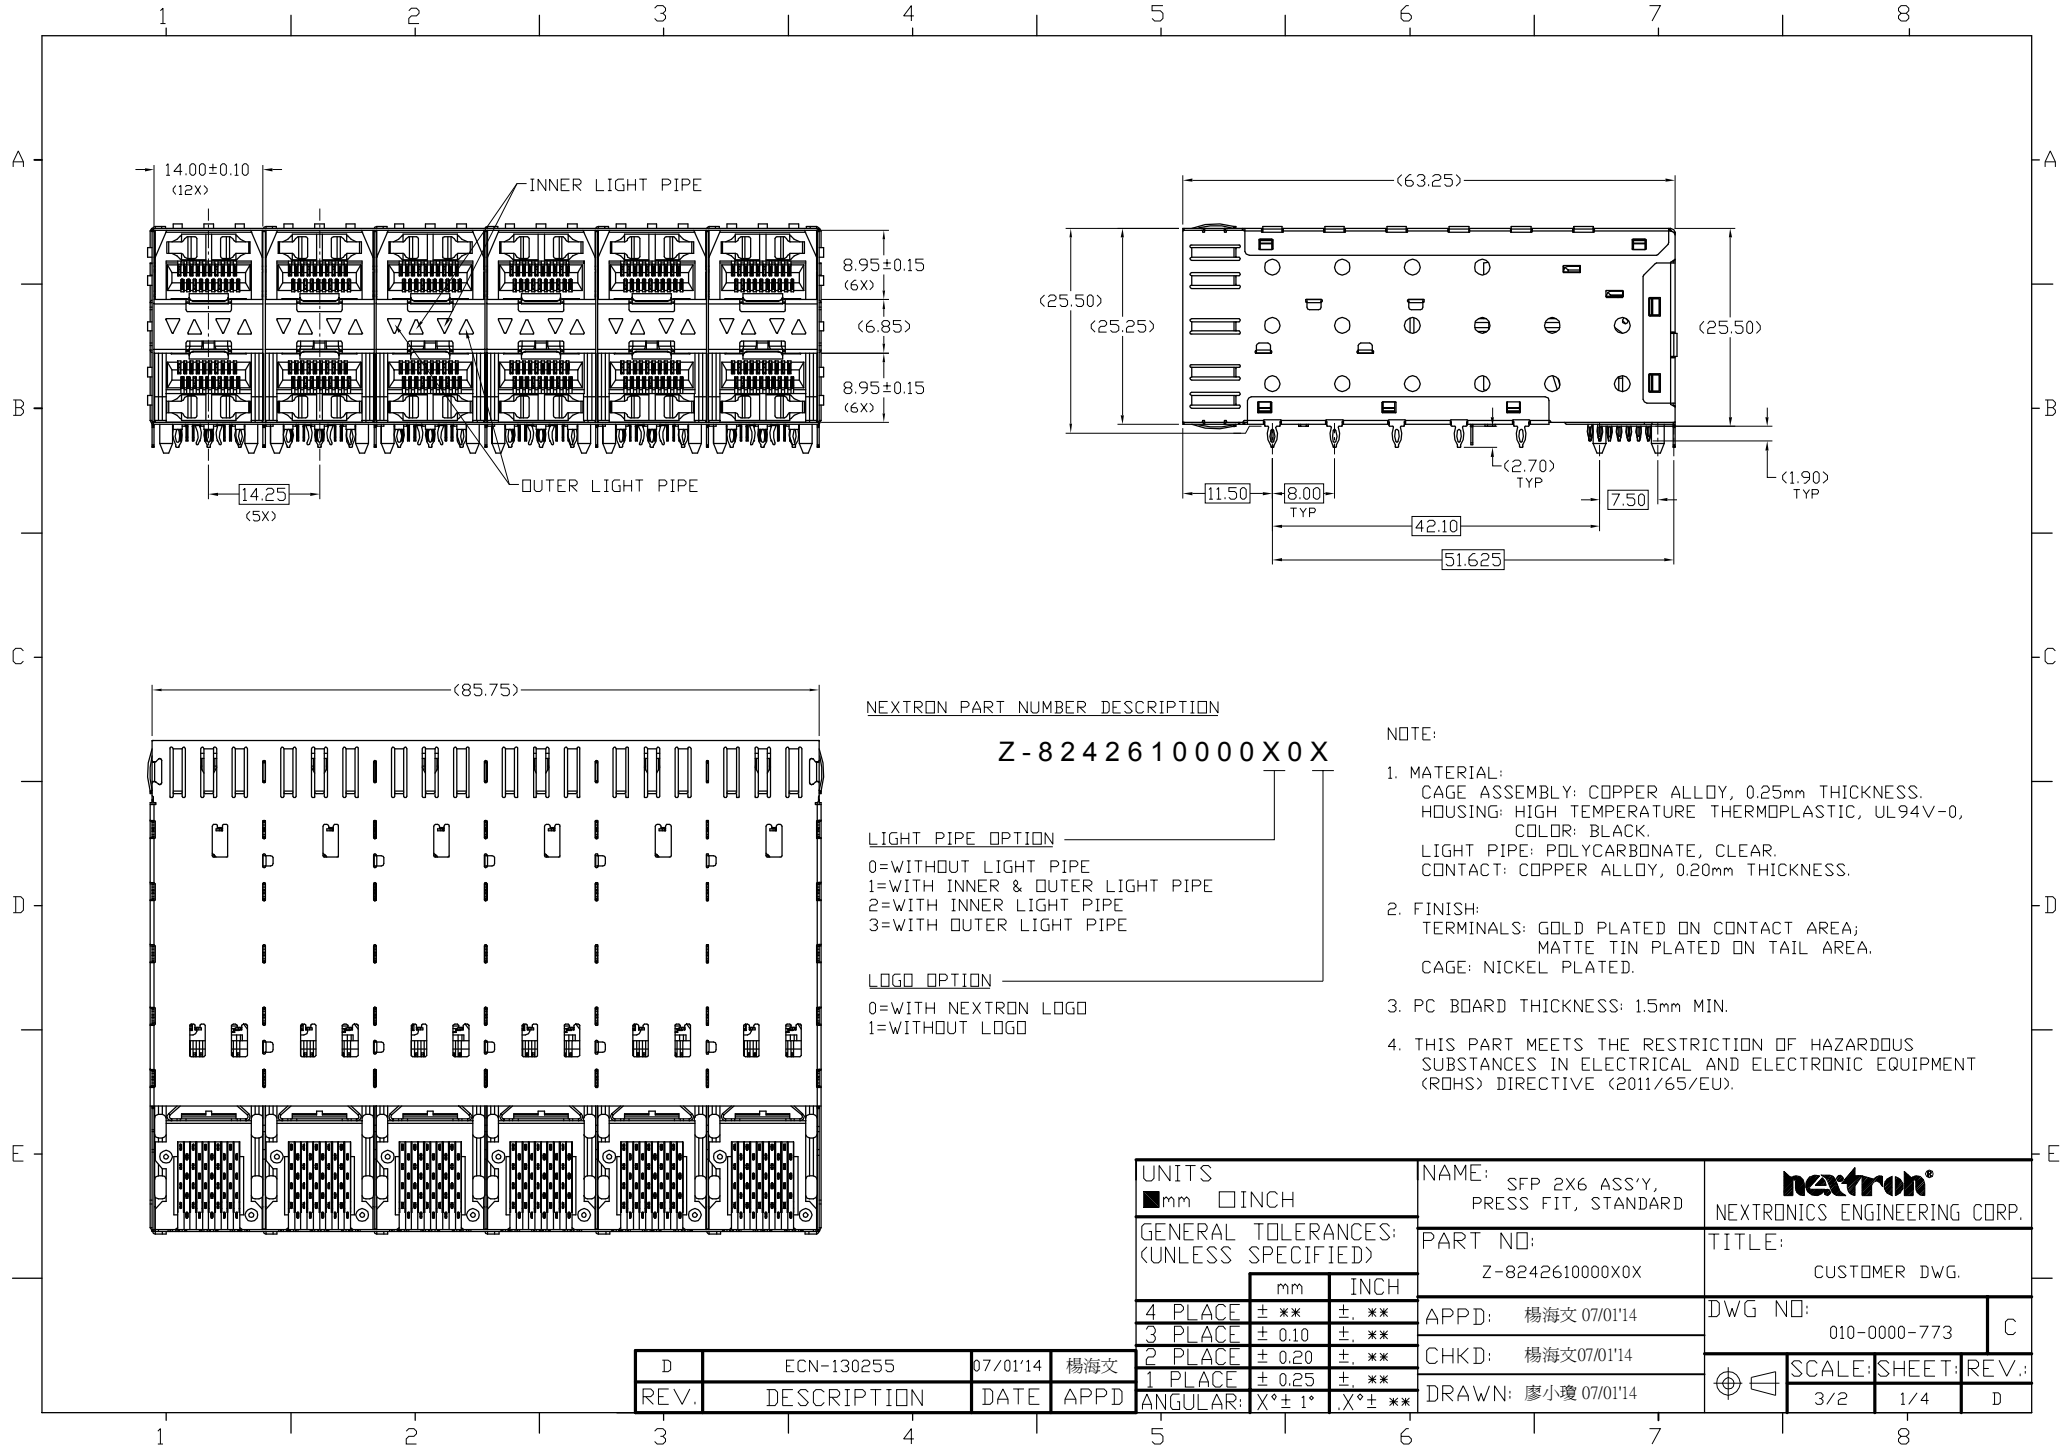 1 2 3 4 5 6 7 8
A A
B B
C C
D D
E E
14.00±0.10
(12X)
INNER LIGHT PIPE
8.95±0.15
(6X)
(6.85)
8.95±0.15
(6X)
OUTER LIGHT PIPE
14.25
(5X)
(63.25)
(25.50)
(25.25)
(25.50)
(2.70)
TYP
(1.90)
TYP
11.50
8.00
TYP
7.50
42.10
51.625
(85.75)
NEXTRON PART NUMBER DESCRIPTION
Z-8242610000X0X
LIGHT PIPE OPTION
0=WITHOUT LIGHT PIPE
1=WITH INNER & OUTER LIGHT PIPE
2=WITH INNER LIGHT PIPE
3=WITH OUTER LIGHT PIPE
LOGO OPTION
0=WITH NEXTRON LOGO
1=WITHOUT LOGO
NOTE:
1. MATERIAL:
CAGE ASSEMBLY: COPPER ALLOY, 0.25mm THICKNESS.
HOUSING: HIGH TEMPERATURE THERMOPLASTIC, UL94V-0,
COLOR: BLACK.
LIGHT PIPE: POLYCARBONATE, CLEAR.
CONTACT: COPPER ALLOY, 0.20mm THICKNESS.
2. FINISH:
TERMINALS: GOLD PLATED ON CONTACT AREA;
MATTE TIN PLATED ON TAIL AREA.
CAGE: NICKEL PLATED.
3. PC BOARD THICKNESS: 1.5mm MIN.
4. THIS PART MEETS THE RESTRICTION OF HAZARDOUS
SUBSTANCES IN ELECTRICAL AND ELECTRONIC EQUIPMENT
(ROHS) DIRECTIVE (2011/65/EU).
UNITS
■mm □INCH
GENERAL TOLERANCES:
(UNLESS SPECIFIED)
mm INCH
4 PLACE ± ** ±. **
3 PLACE ± 0.10 ±. **
2 PLACE ± 0.20 ±. **
1 PLACE ± 0.25 ±. **
ANGULAR: X°± 1° .X°± **
NAME: SFP 2X6 ASS'Y,
PRESS FIT, STANDARD
PART NO:
Z-8242610000X0X
APPD: 楊海文 07/01'14
CHKD: 楊海文07/01'14
DRAWN: 廖小瓊 07/01'14
nextron®
NEXTRONICS ENGINEERING CORP.
TITLE:
CUSTOMER DWG.
DWG NO:
010-0000-773 C
SCALE: SHEET: REV.:
3/2 1/4 D
D ECN-130255 07/01'14 楊海文
REV. DESCRIPTION DATE APPD
1 2 3 4 5 6 7 8